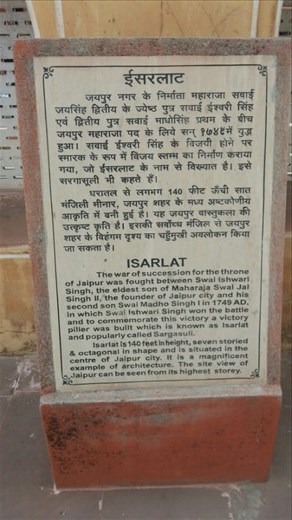 ईसरलाट
जयपुर नगर के निर्माता महाराजा सवाई
जयसिंह द्वितीय के ज्येष्ठ पुत्र सवाई ईश्वरी सिंह
एवं द्वितीय पुत्र सवाई माधोसिंह प्रथम के बीच
जयपुर महाराजा पद के लिये सन् १७४९ में युद्ध
हुआ। सवाई ईश्वरी सिंह के विजयी होने पर
स्मारक के रूप में विजय स्तम्भ का निर्माण कराया
गया, जो ईसरलाट के नाम से विख्यात है। इसे
सरगासूली भी कहते हैं।
धरातल से लगभग 140 फीट ऊँची सात
मंजिली मीनार, जयपुर शहर के मध्य अष्टकोणीय
आकृति में बनी हुई है। यह जयपुर वास्तुकला की
उत्कृष्ट कृति है। इसकी सर्वोच्च मंजिल से जयपुर
शहर के विहंगम दृश्य का चहुँमुखी अवलोकन किया
जा सकता है।
ISARLAT
The war of succession for the throne
of Jaipur was fought between Swai Ishwari
Singh, the eldest son of Maharaja Swai Jai
Singh II, the founder of Jaipur city and his
second son Swai Madho Singh I in 1749 AD.
in which Swai Ishwari Singh won the battle
and to commemorate this victory a victory
piller was built which is known as Isarlat
and popularly called Sargasuli.
Isarlat is 140 feet in height, seven storied
& octagonal in shape and is situated in the
centre of Jaipur city. It is a magnificent
example of architecture. The site view of
Jaipur can be seen from its highest storey.